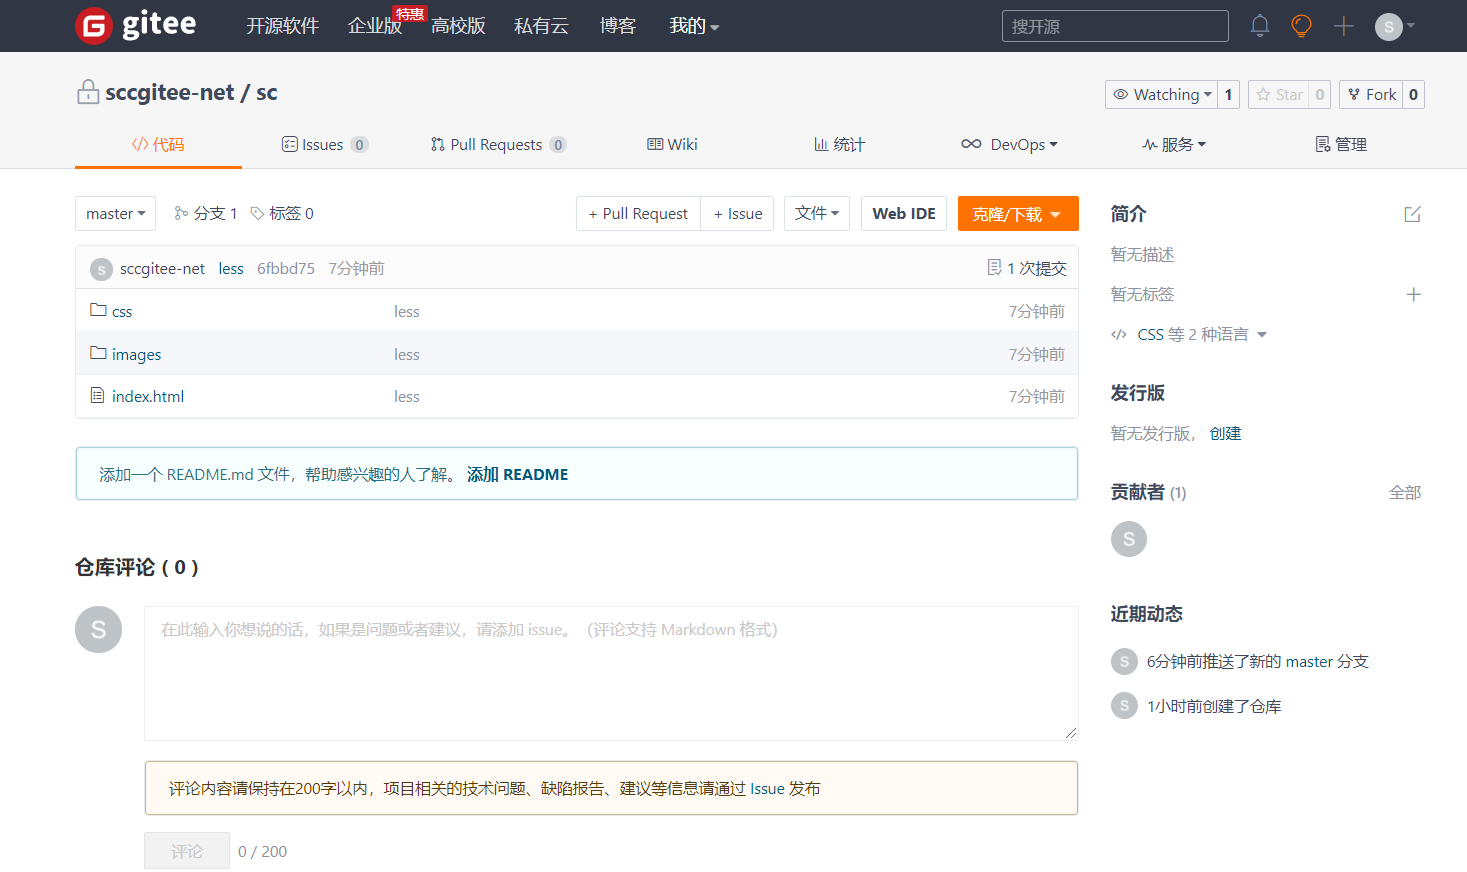 gitee 开源软件 企业版 特惠 高校版 私有云 博客 我的 搜开源 S
sccgitee-net / sc Watching 1 Star 0 Fork 0
代码 Issues 0 Pull Requests 0 Wiki 统计 DevOps 服务 管理
master 分支 1 标签 0 + Pull Request + Issue 文件 Web IDE 克隆/下载
S sccgitee-net less 6fbbd75 7分钟前 1 次提交
css less 7分钟前
images less 7分钟前
index.html less 7分钟前
添加一个 README.md 文件，帮助感兴趣的人了解。 添加 README
仓库评论 ( 0 )
S
在此输入你想说的话，如果是问题或者建议，请添加 issue。（评论支持 Markdown 格式）
评论内容请保持在200字以内，项目相关的技术问题、缺陷报告、建议等信息请通过 Issue 发布
评论 0 / 200
简介
暂无描述
暂无标签
CSS 等 2 种语言
发行版
暂无发行版， 创建
贡献者 (1) 全部
S
近期动态
S 6分钟前推送了新的 master 分支
S 1小时前创建了仓库